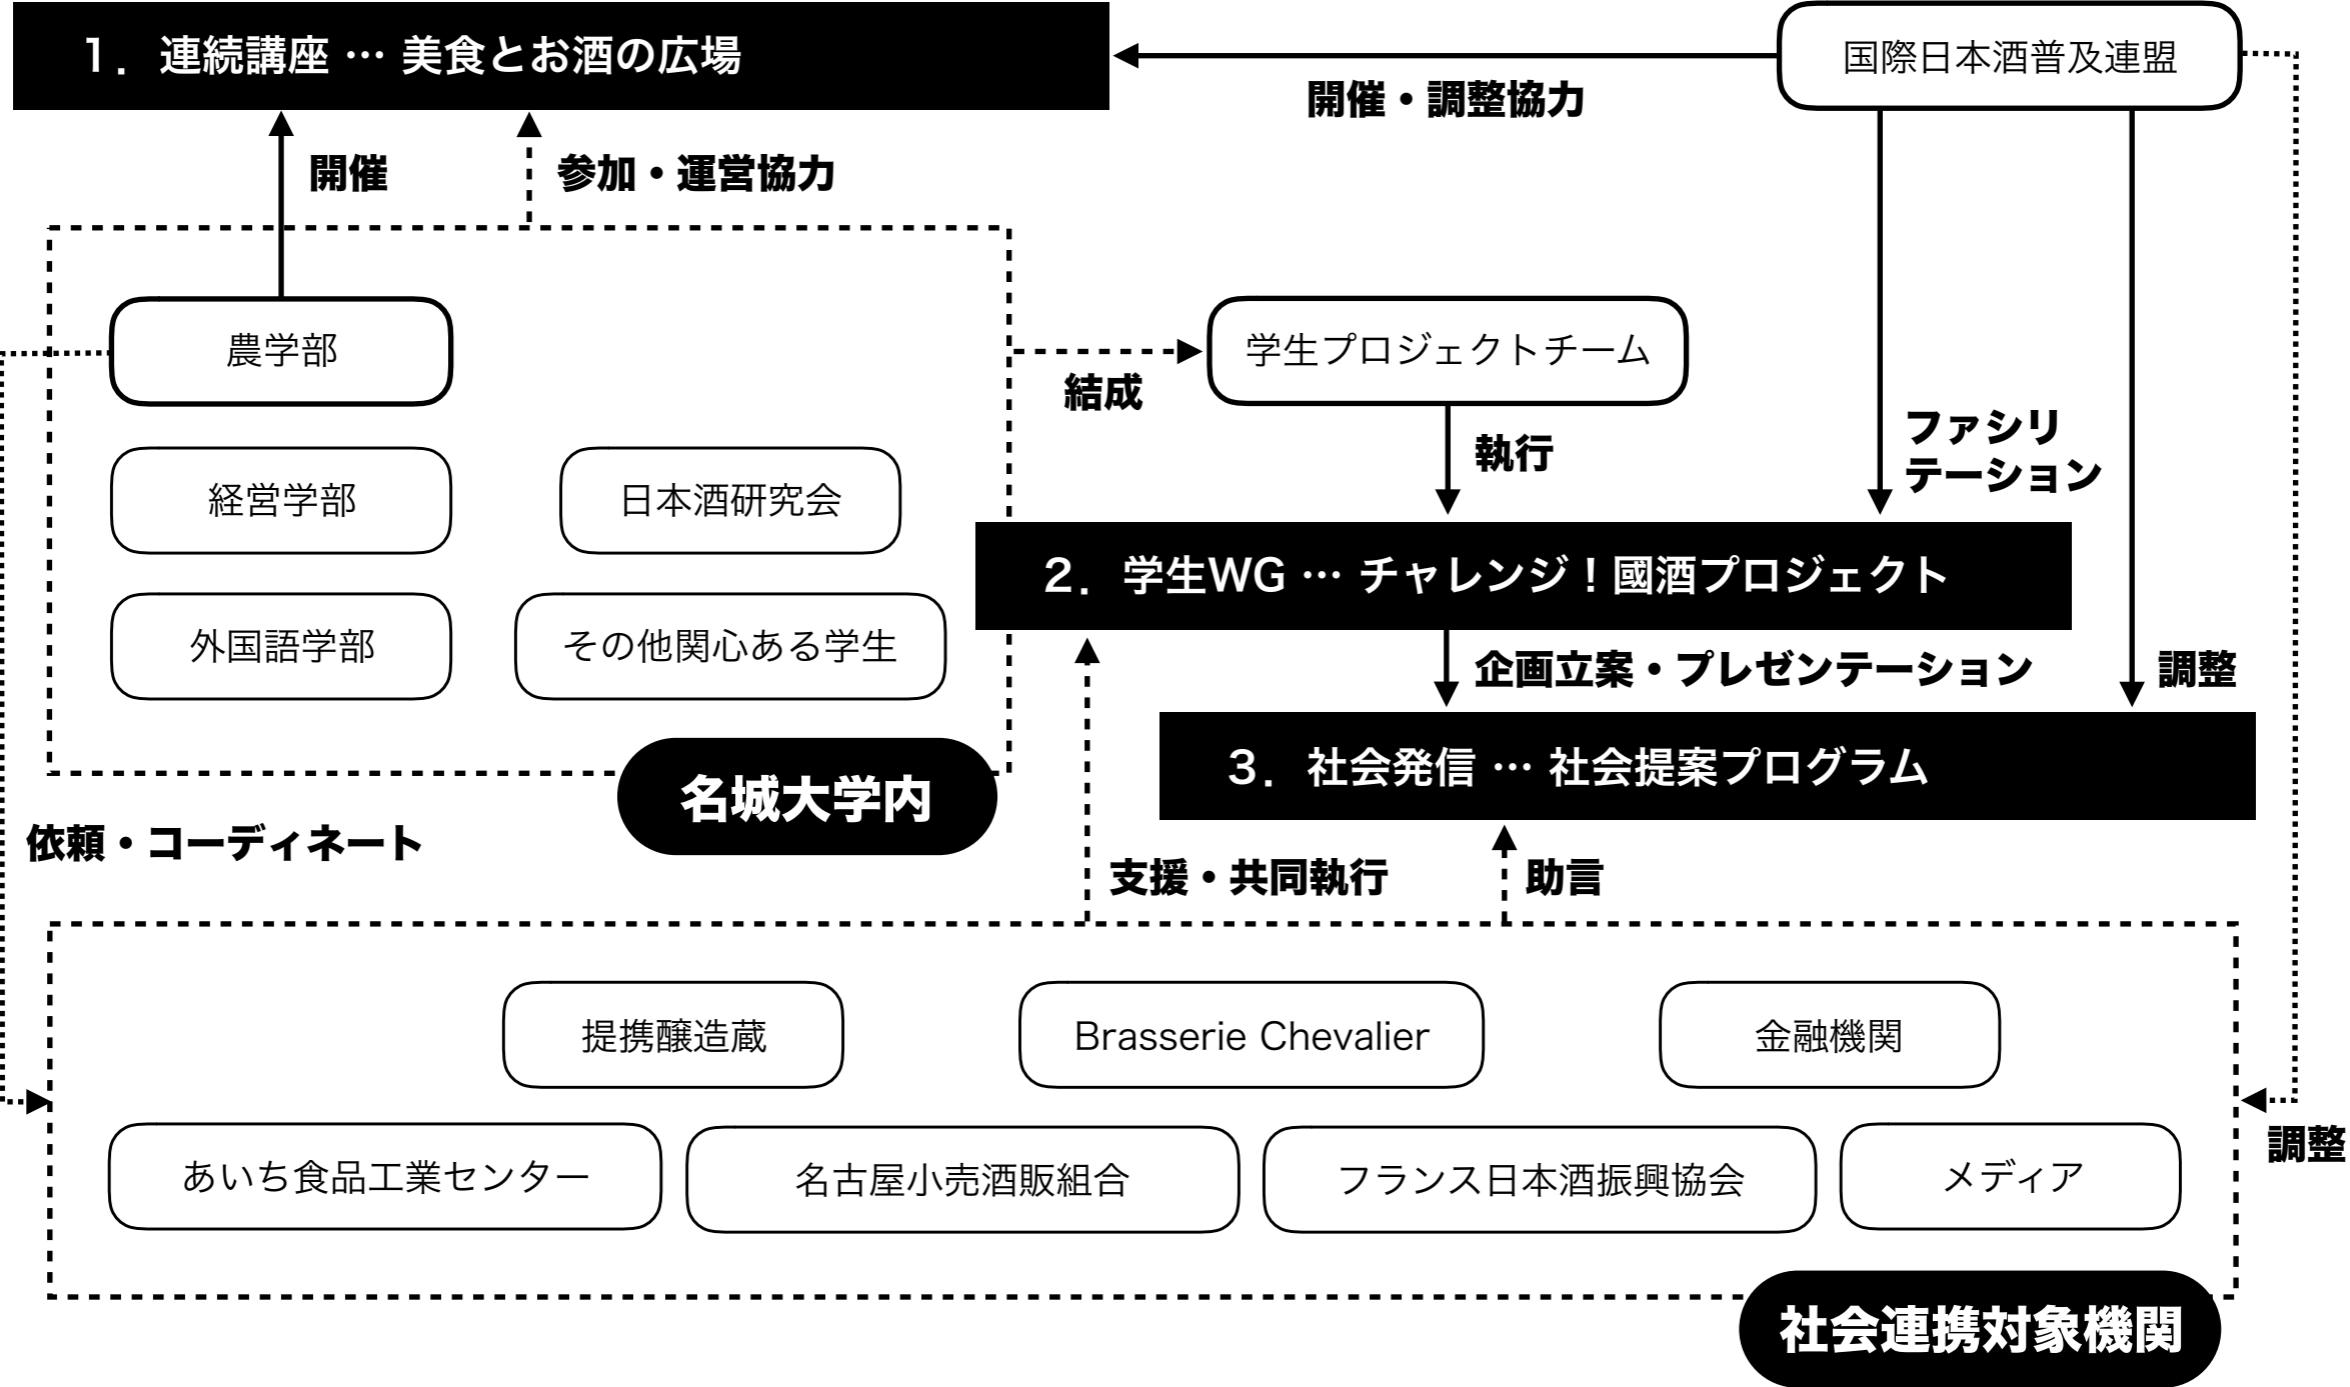 1．連続講座 … 美食とお酒の広場
国際日本酒普及連盟
開催・調整協力
開催
参加・運営協力
農学部
学生プロジェクトチーム
結成
執行
ファシリ
テーション
経営学部
日本酒研究会
2．学生WG … チャレンジ！國酒プロジェクト
外国語学部
その他関心ある学生
企画立案・プレゼンテーション
調整
3．社会発信 … 社会提案プログラム
名城大学内
依頼・コーディネート
支援・共同執行
助言
提携醸造蔵
Brasserie Chevalier
金融機関
調整
あいち食品工業センター
名古屋小売酒販組合
フランス日本酒振興協会
メディア
社会連携対象機関